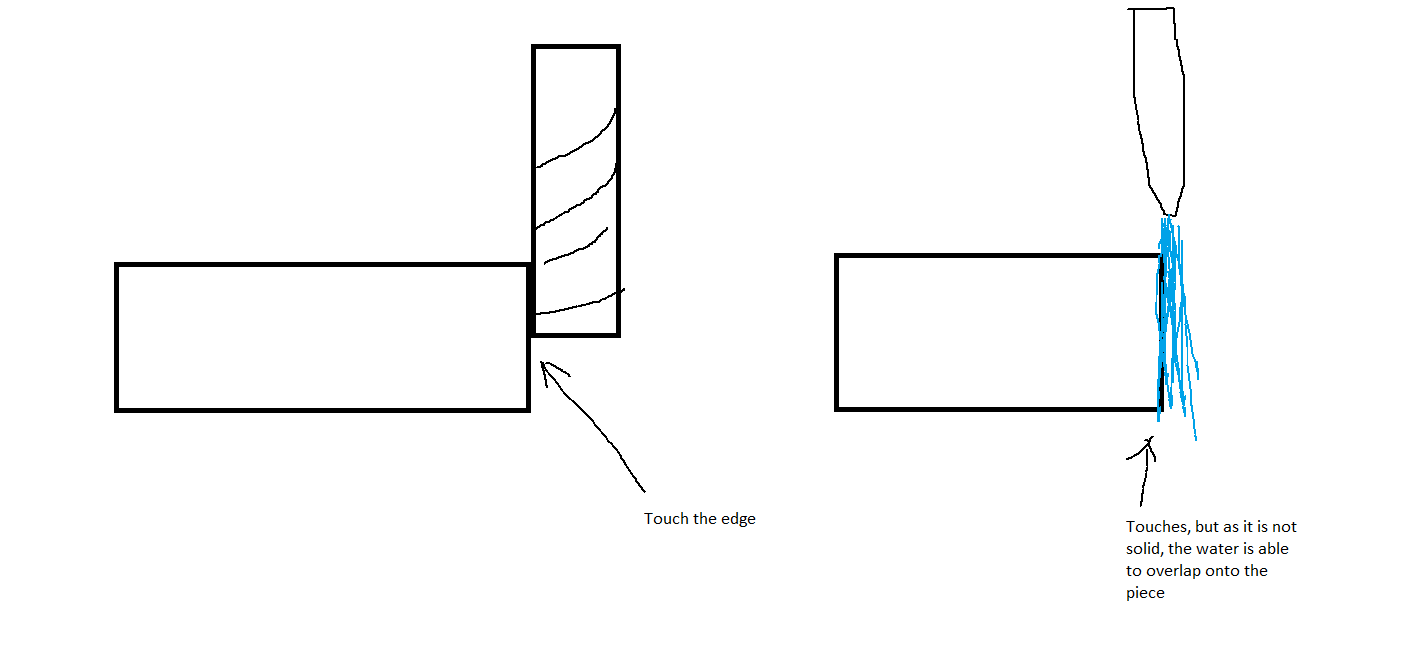 Touch the edge
Touches, but as it is not
solid, the water is able
to overlap onto the
piece